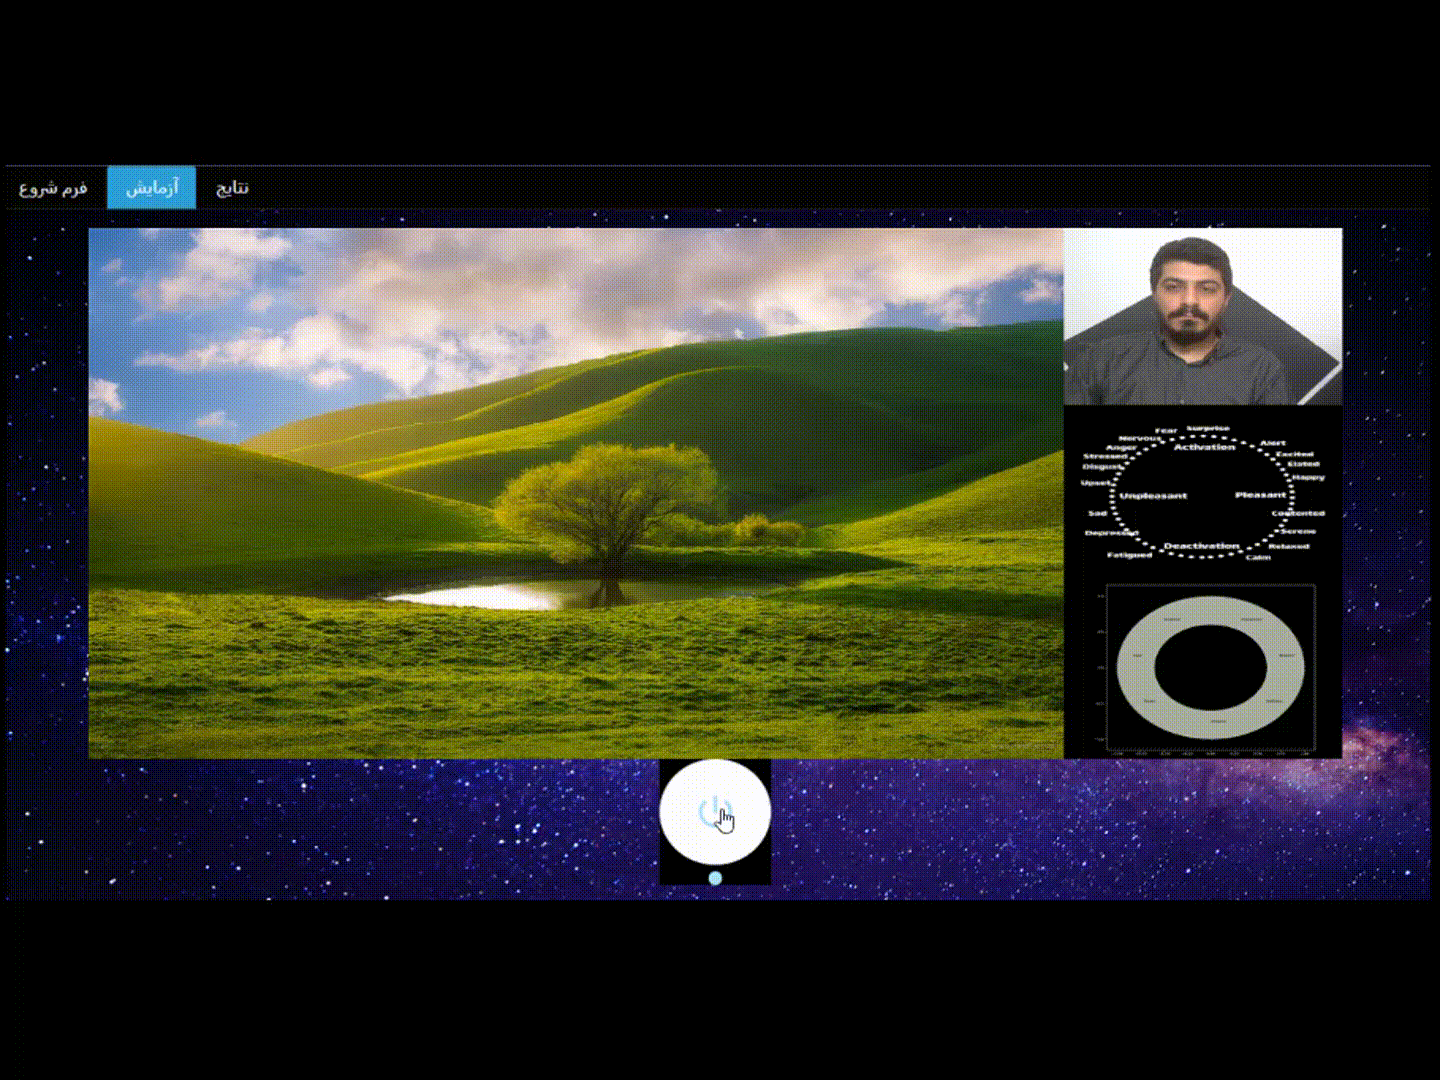 فرم شروع
آزمایش
نتایج
Fear Surprise
Nervous Alert
Anger Activation Excited
Stressed Elated
Disgust Happy
Upset
Unpleasant Pleasant
Sad Contented
Depressed Serene
Deactivation Relaxed
Fatigued Calm